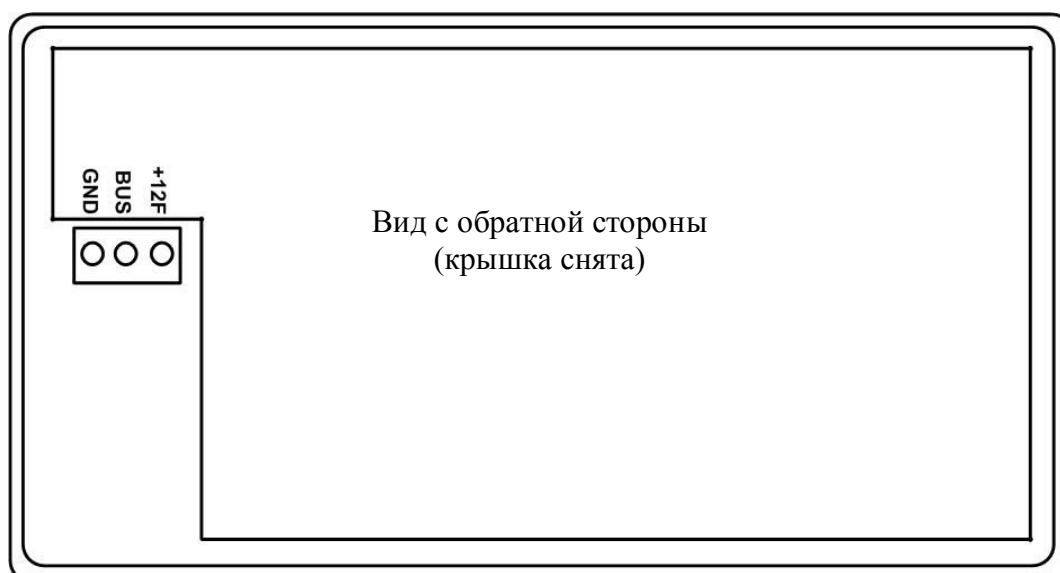 GND
BUS
+12F
Вид с обратной стороны
(крышка снята)